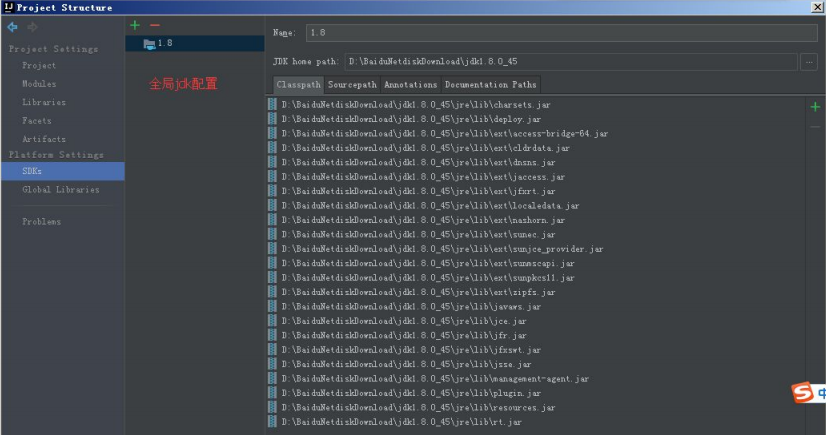 Project Structure
Project Settings
Project
Modules
Libraries
Facets
Artifacts
Platform Settings
SDKs
Global Libraries
Problems
1.8
全局jdk配置
Name: 1.8
JDK home path: D:\BaiduNetdiskDownload\jdk1.8.0_45
Classpath Sourcepath Annotations Documentation Paths
D:\BaiduNetdiskDownload\jdk1.8.0_45\jre\lib\charsets.jar
D:\BaiduNetdiskDownload\jdk1.8.0_45\jre\lib\deploy.jar
D:\BaiduNetdiskDownload\jdk1.8.0_45\jre\lib\ext\access-bridge-64.jar
D:\BaiduNetdiskDownload\jdk1.8.0_45\jre\lib\ext\cldrdata.jar
D:\BaiduNetdiskDownload\jdk1.8.0_45\jre\lib\ext\dnsns.jar
D:\BaiduNetdiskDownload\jdk1.8.0_45\jre\lib\ext\jaccess.jar
D:\BaiduNetdiskDownload\jdk1.8.0_45\jre\lib\ext\jfxrt.jar
D:\BaiduNetdiskDownload\jdk1.8.0_45\jre\lib\ext\localedata.jar
D:\BaiduNetdiskDownload\jdk1.8.0_45\jre\lib\ext\nashorn.jar
D:\BaiduNetdiskDownload\jdk1.8.0_45\jre\lib\ext\sunec.jar
D:\BaiduNetdiskDownload\jdk1.8.0_45\jre\lib\ext\sunjce_provider.jar
D:\BaiduNetdiskDownload\jdk1.8.0_45\jre\lib\ext\sunmscapi.jar
D:\BaiduNetdiskDownload\jdk1.8.0_45\jre\lib\ext\sunpkcs11.jar
D:\BaiduNetdiskDownload\jdk1.8.0_45\jre\lib\ext\zipfs.jar
D:\BaiduNetdiskDownload\jdk1.8.0_45\jre\lib\javaws.jar
D:\BaiduNetdiskDownload\jdk1.8.0_45\jre\lib\jce.jar
D:\BaiduNetdiskDownload\jdk1.8.0_45\jre\lib\jfr.jar
D:\BaiduNetdiskDownload\jdk1.8.0_45\jre\lib\jfxswt.jar
D:\BaiduNetdiskDownload\jdk1.8.0_45\jre\lib\jsse.jar
D:\BaiduNetdiskDownload\jdk1.8.0_45\jre\lib\management-agent.jar
D:\BaiduNetdiskDownload\jdk1.8.0_45\jre\lib\plugin.jar
D:\BaiduNetdiskDownload\jdk1.8.0_45\jre\lib\resources.jar
D:\BaiduNetdiskDownload\jdk1.8.0_45\jre\lib\rt.jar